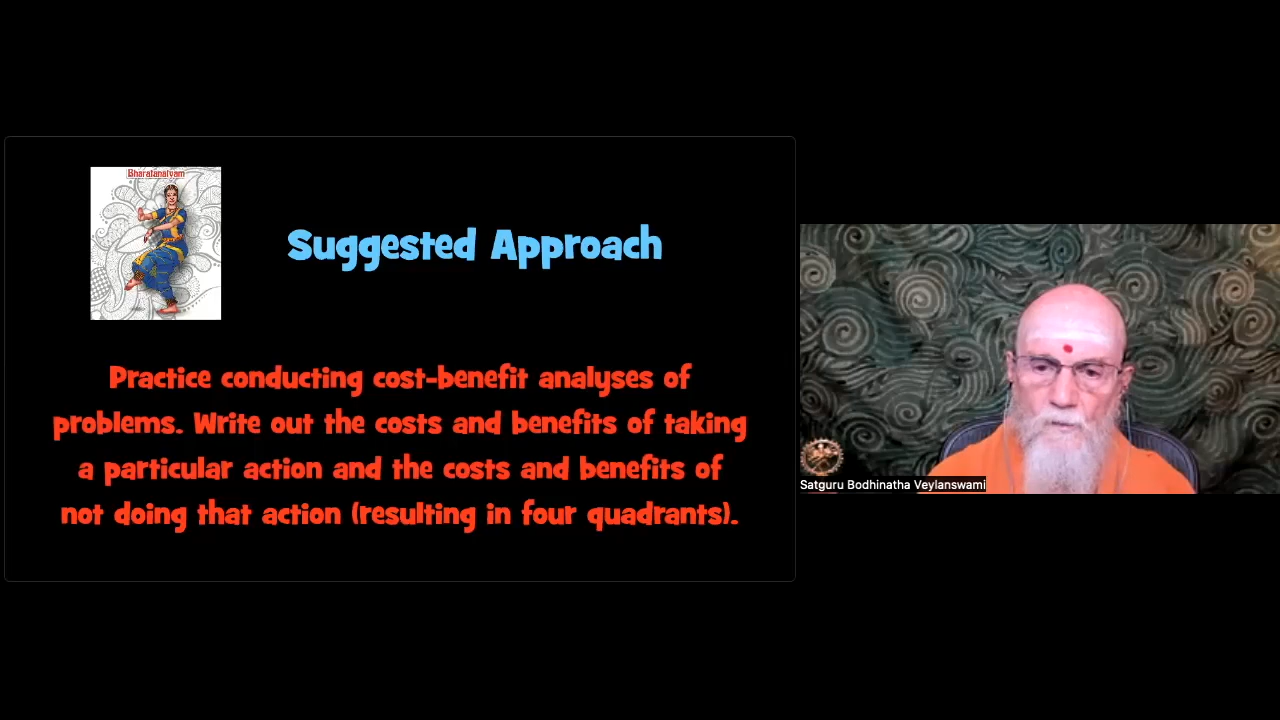 Bharatanatyam
Suggested Approach
Practice conducting cost-benefit analyses of
problems. Write out the costs and benefits of taking
a particular action and the costs and benefits of
not doing that action (resulting in four quadrants).
Satguru Bodhinatha Veylanswami